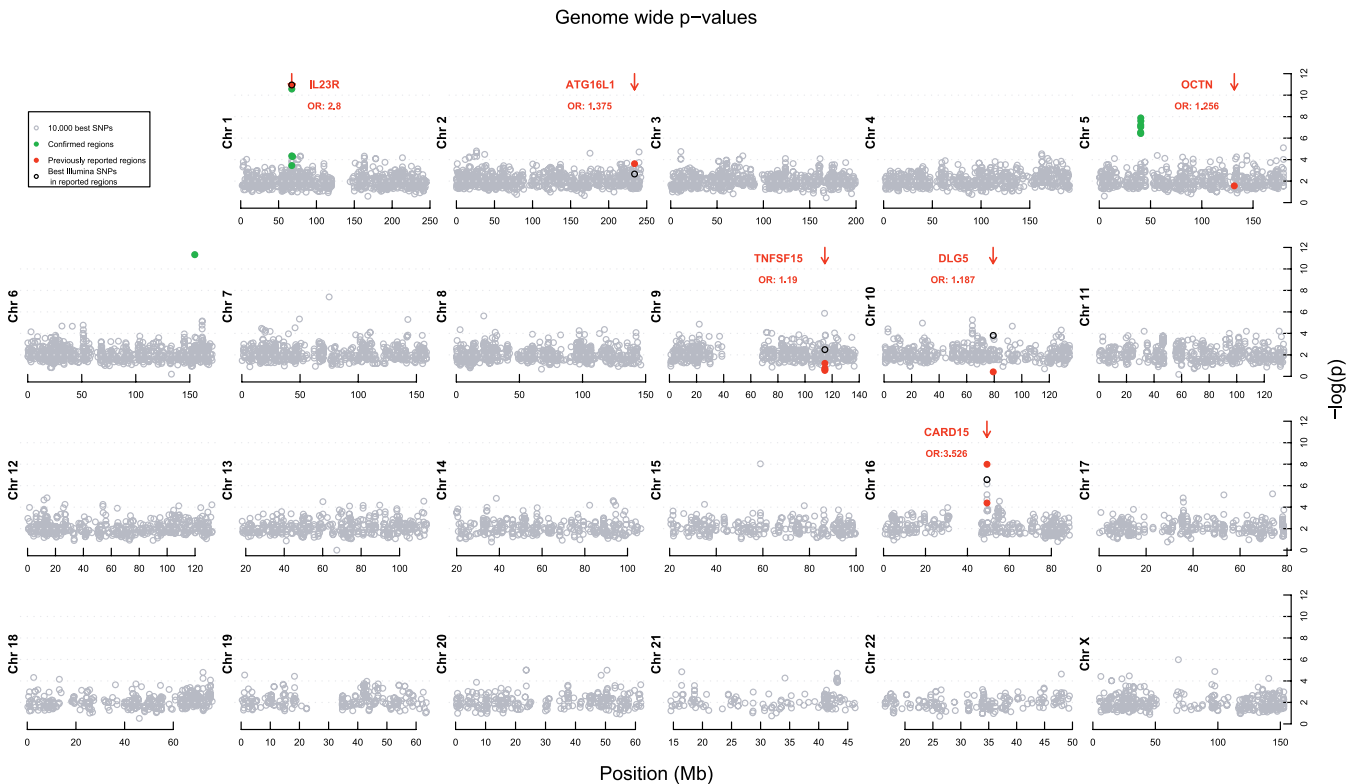 Genome wide p−values
10.000 best SNPs
Confirmed regions
Previously reported regions
Best Illumina SNPs
in reported regions
Chr 1
IL23R
OR: 2.8
0 50 100 150 200 250
Chr 2
ATG16L1
OR: 1.375
0 50 100 150 200 250
Chr 3
0 50 100 150 200
Chr 4
0 50 100 150
Chr 5
OCTN
OR: 1.256
0 50 100 150
0 2 4 6 8 10 12
Chr 6
0 50 100 150
Chr 7
0 50 100 150
Chr 8
0 50 100 150
Chr 9
TNFSF15
OR: 1.19
0 20 40 60 80 100 120 140
Chr 10
DLG5
OR: 1.187
0 20 40 60 80 100 120
Chr 11
0 20 40 60 80 100 120
0 2 4 6 8 10 12
−log(p)
Chr 12
0 20 40 60 80 100 120
Chr 13
20 40 60 80 100
Chr 14
20 40 60 80 100
Chr 15
20 40 60 80 100
Chr 16
CARD15
OR:3.526
0 20 40 60 80
Chr 17
0 20 40 60 80
0 2 4 6 8 10 12
Chr 18
0 20 40 60
Chr 19
0 10 20 30 40 50 60
Chr 20
0 10 20 30 40 50 60
Chr 21
15 20 25 30 35 40 45
Chr 22
20 25 30 35 40 45 50
Chr X
0 50 100 150
0 2 4 6 8 10 12
Position (Mb)